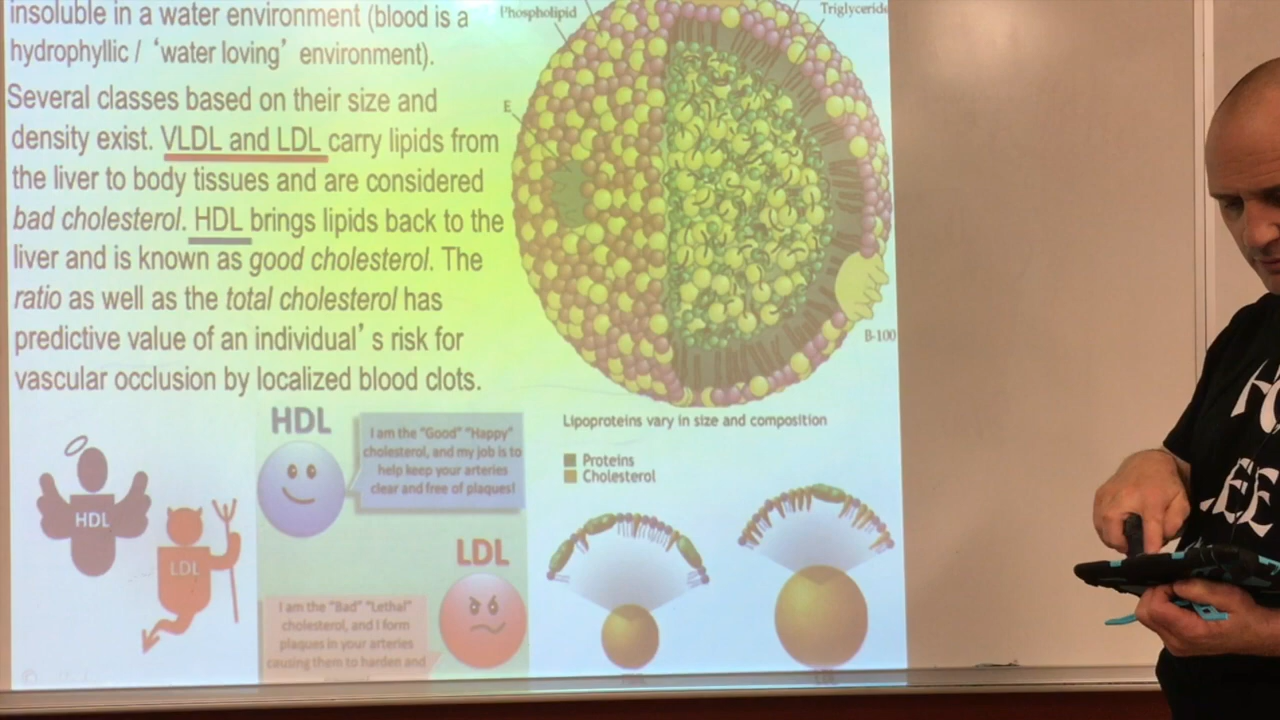 insoluble in a water environment (blood is a
hydrophyllic / ‘water loving’ environment).
Several classes based on their size and
density exist. VLDL and LDL carry lipids from
the liver to body tissues and are considered
bad cholesterol. HDL brings lipids back to the
liver and is known as good cholesterol. The
ratio as well as the total cholesterol has
predictive value of an individual’s risk for
vascular occlusion by localized blood clots.
Phospholipid
Triglyceride
E
B-100
HDL
LDL
HDL
I am the "Good" "Happy"
cholesterol, and my job is to
help keep your arteries
clear and free of plaques!
LDL
I am the "Bad" "Lethal"
cholesterol, and I form
plaques in your arteries
causing them to harden and
Lipoproteins vary in size and composition
Proteins
Cholesterol